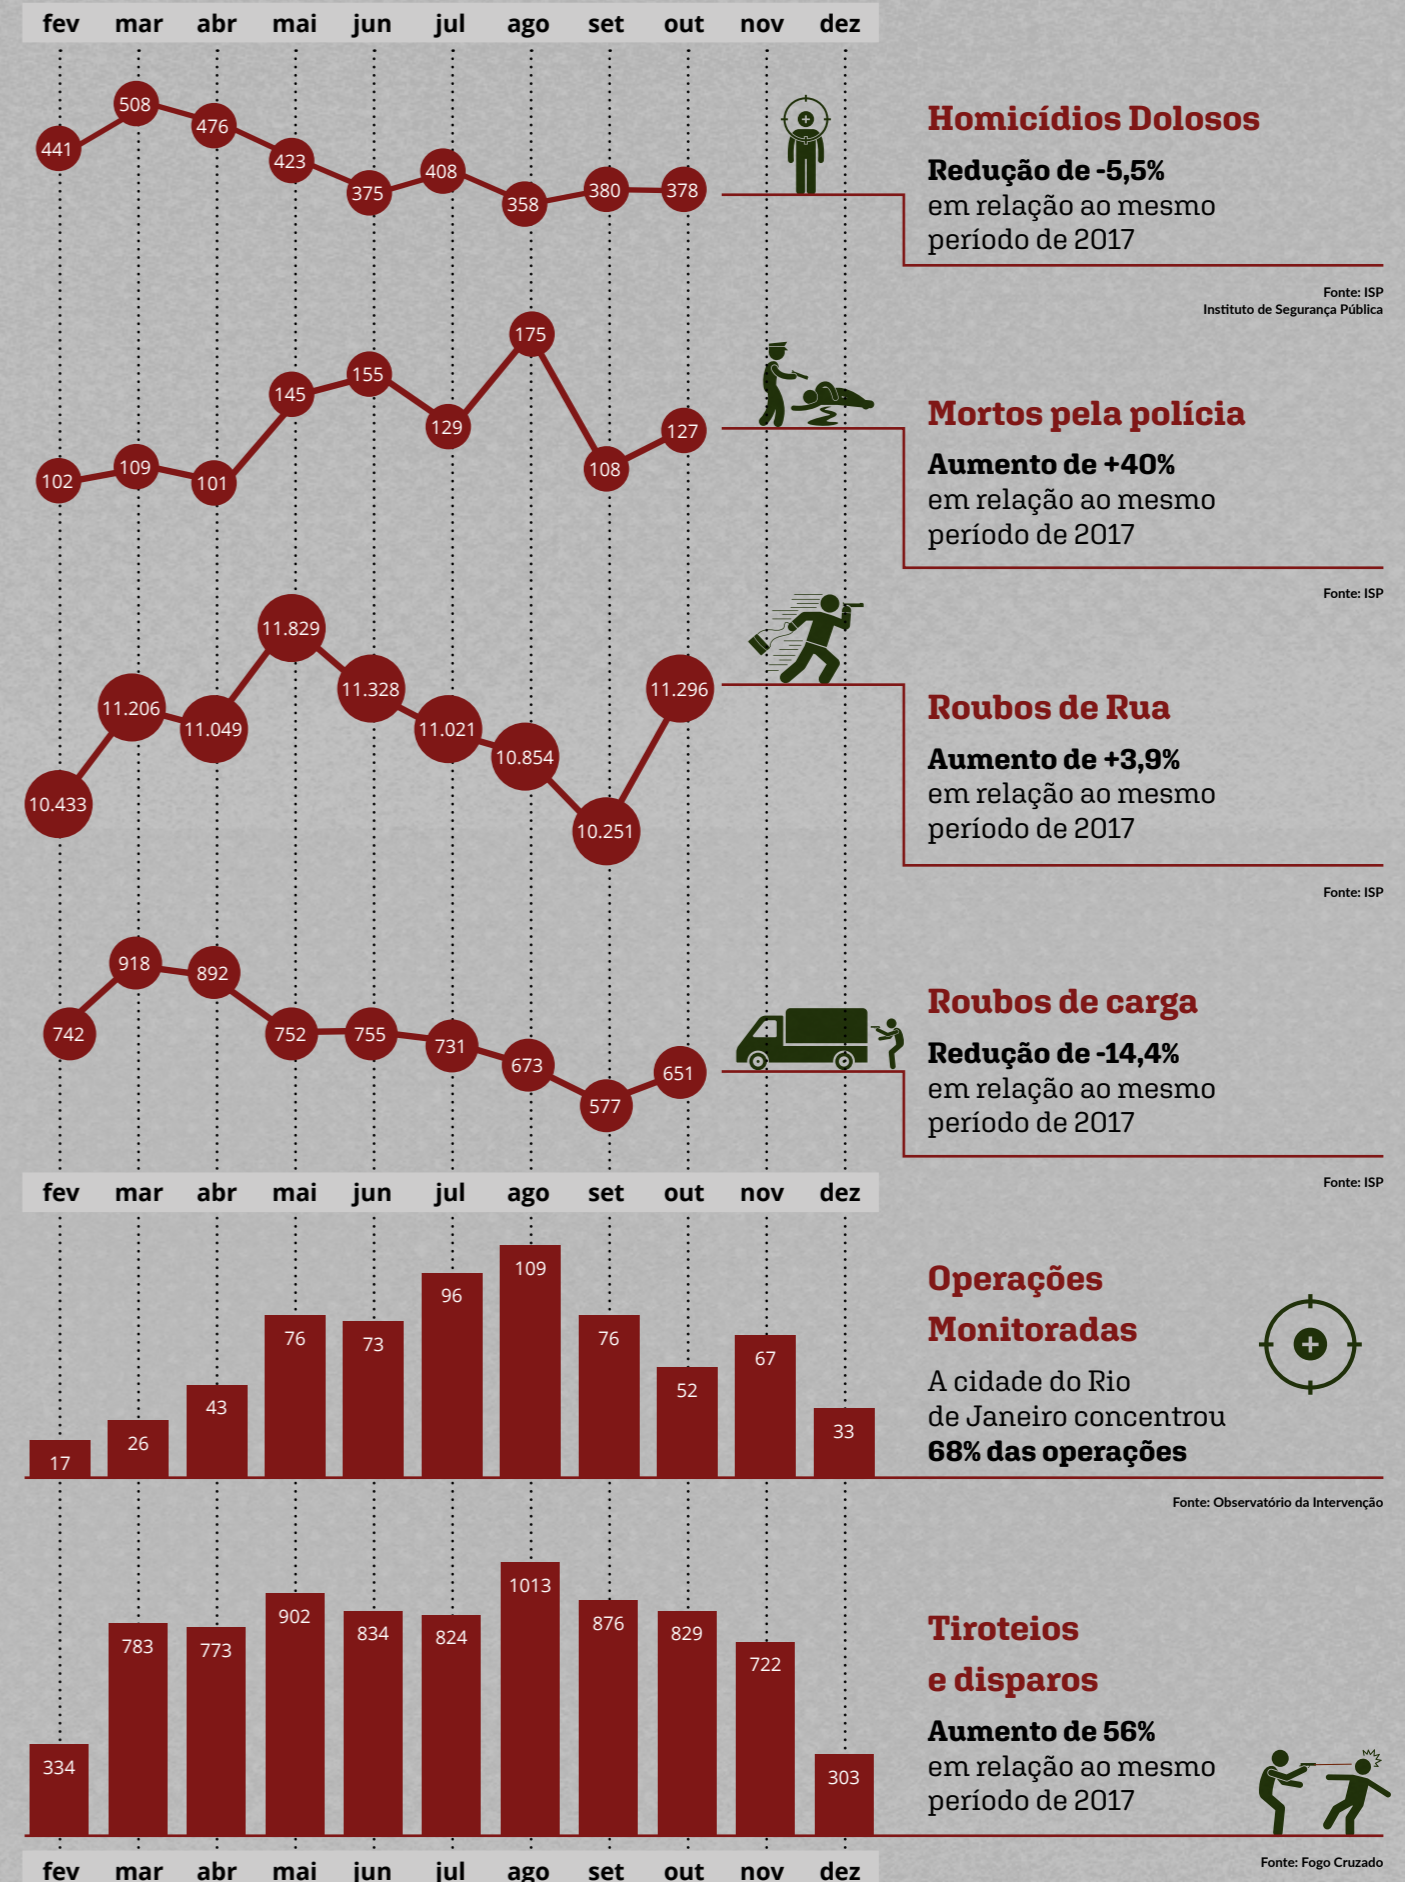 fev mar abr mai jun jul ago set out nov dez
441 508 476 423 375 408 358 380 378
Homicídios Dolosos
Redução de -5,5%
em relação ao mesmo
período de 2017
Fonte: ISP
Instituto de Segurança Pública
102 109 101 145 155 129 175 108 127
Mortos pela polícia
Aumento de +40%
em relação ao mesmo
período de 2017
Fonte: ISP
10.433 11.206 11.049 11.829 11.328 11.021 10.854 10.251 11.296
Roubos de Rua
Aumento de +3,9%
em relação ao mesmo
período de 2017
Fonte: ISP
742 918 892 752 755 731 673 577 651
Roubos de carga
Redução de -14,4%
em relação ao mesmo
período de 2017
Fonte: ISP
fev mar abr mai jun jul ago set out nov dez
17 26 43 76 73 96 109 76 52 67 33
Operações
Monitoradas
A cidade do Rio
de Janeiro concentrou
68% das operações
Fonte: Observatório da Intervenção
334 783 773 902 834 824 1013 876 829 722 303
Tiroteios
e disparos
Aumento de 56%
em relação ao mesmo
período de 2017
Fonte: Fogo Cruzado
fev mar abr mai jun jul ago set out nov dez